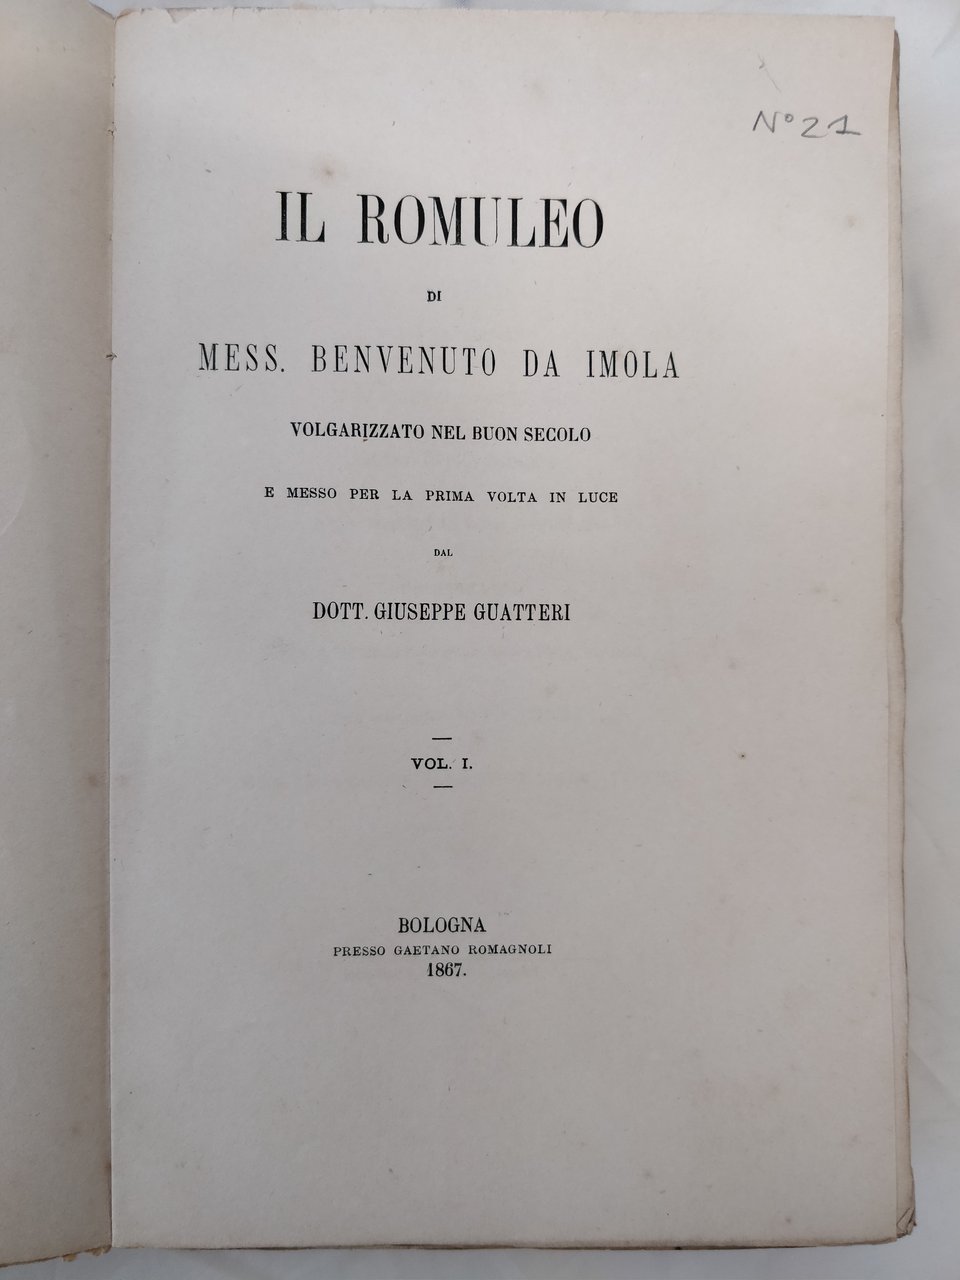 N° 21
IL ROMULEO
DI
MESS. BENVENUTO DA IMOLA
VOLGARIZZATO NEL BUON SECOLO
E MESSO PER LA PRIMA VOLTA IN LUCE
DAL
DOTT. GIUSEPPE GUATTERI
VOL. I.
BOLOGNA
PRESSO GAETANO ROMAGNOLI
1867.